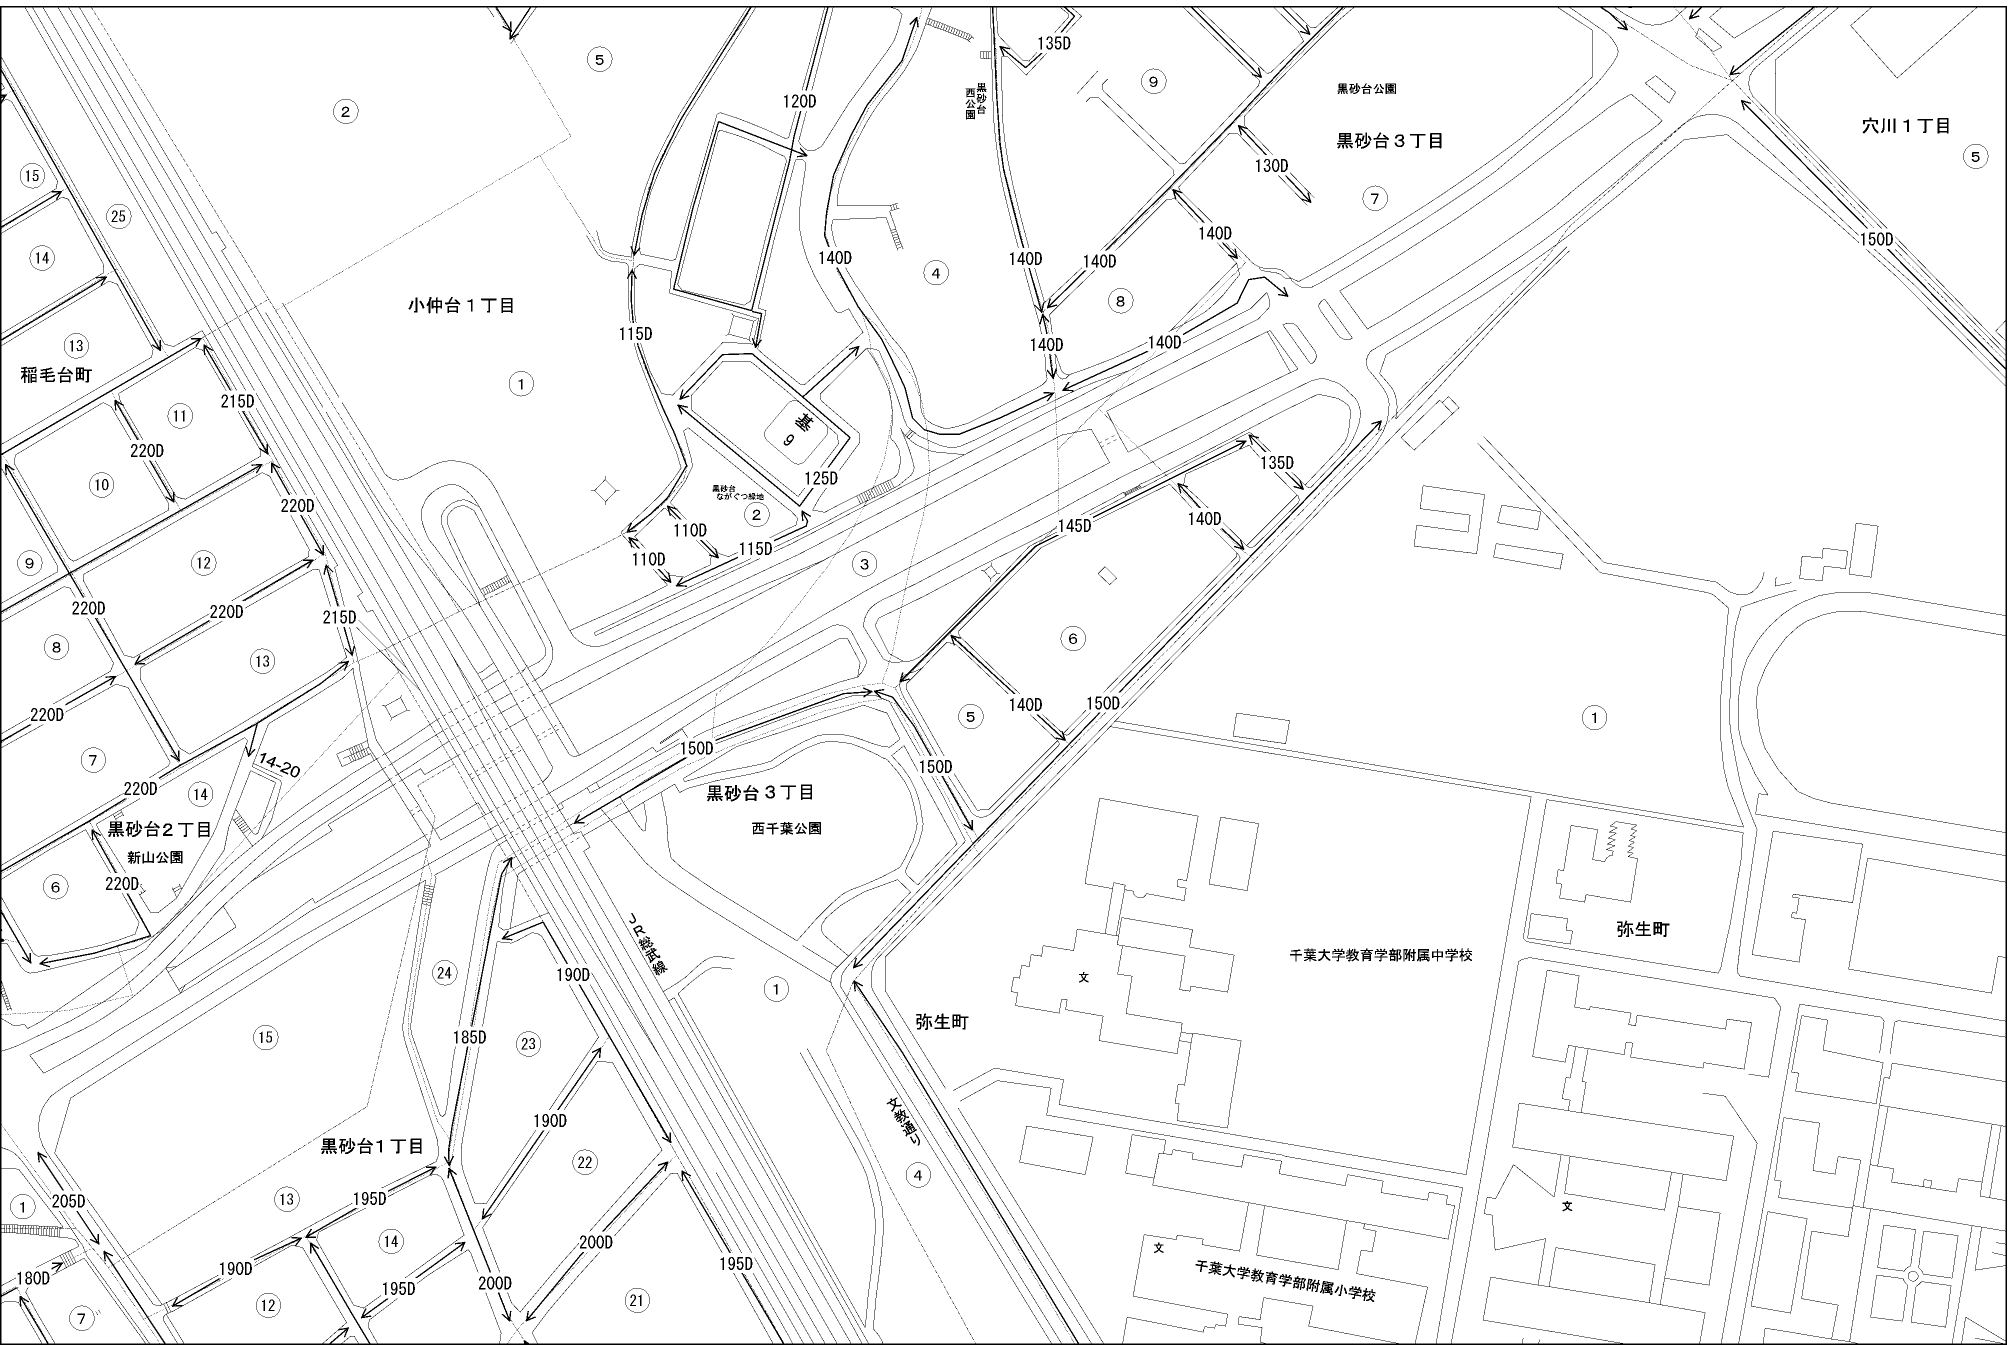 135D
⑤
⑨
黒砂台公園
②
120D
黒砂台
西公園
黒砂台３丁目
穴川１丁目
130D
⑤
⑮
㉕
⑦
140D
150D
⑭
140D
140D
140D
④
小仲台１丁目
⑧
115D
140D
140D
⑬
稲毛台町
①
215D
⑪
基
9
220D
135D
⑩
125D
黒砂台
ながぐつ緑地
220D
②
140D
145D
110D
115D
110D
⑨
⑫
③
220D
220D
215D
⑥
⑧
⑬
220D
140D
150D
⑤
①
150D
⑦
14-20
150D
220D
⑭
黒砂台３丁目
黒砂台２丁目
西千葉公園
新山公園
⑥
220D
弥生町
JR総武線
千葉大学教育学部附属中学校
㉔
190D
文
①
弥生町
⑮
185D
㉓
190D
文教通り
黒砂台１丁目
㉒
④
205D
①
⑬
195D
文
⑭
200D
文
190D
200D
195D
180D
195D
千葉大学教育学部附属小学校
⑫
㉑
⑦